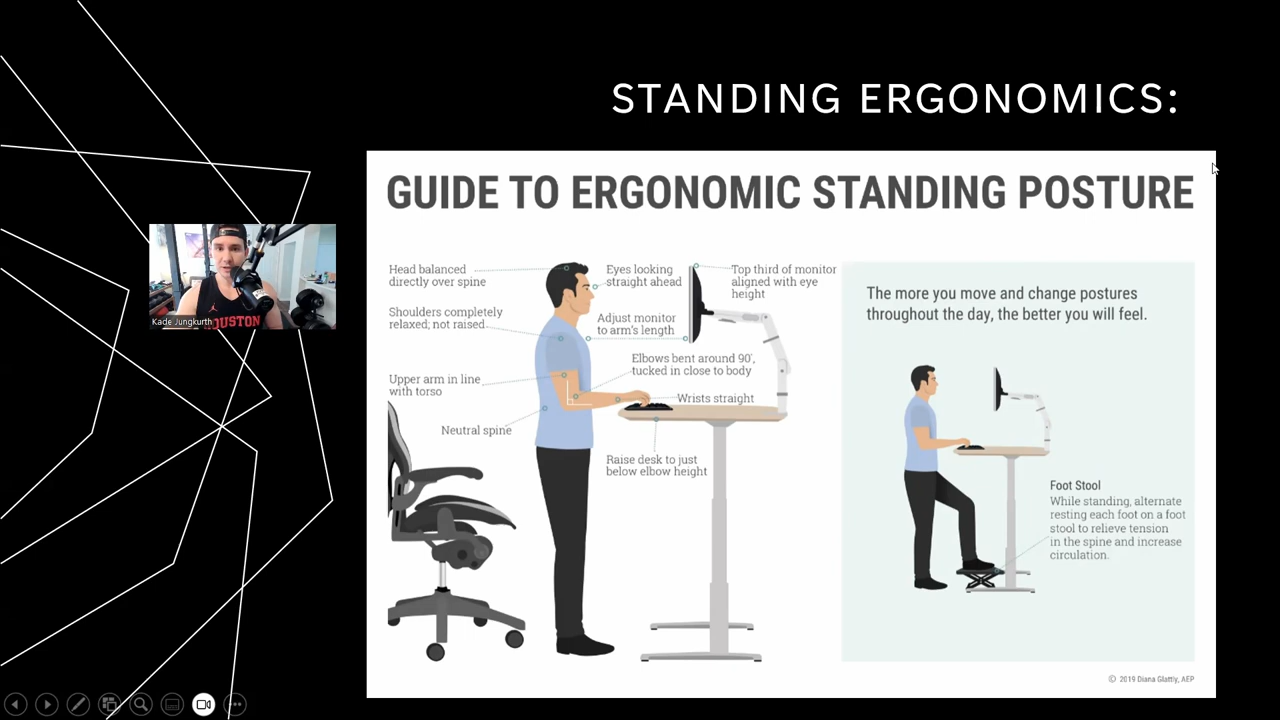 STANDING ERGONOMICS:
GUIDE TO ERGONOMIC STANDING POSTURE
Head balanced
directly over spine
Eyes looking
straight ahead
Top third of monitor
aligned with eye
height
Shoulders completely
relaxed; not raised
Adjust monitor
to arm's length
Elbows bent around 90°,
tucked in close to body
Upper arm in line
with torso
Wrists straight
Neutral spine
Raise desk to just
below elbow height
The more you move and change postures
throughout the day, the better you will feel.
Foot Stool
While standing, alternate
resting each foot on a foot
stool to relieve tension
in the spine and increase
circulation.
© 2019 Diana Glattly, AEP
Kade Jungkurth
HOUSTON